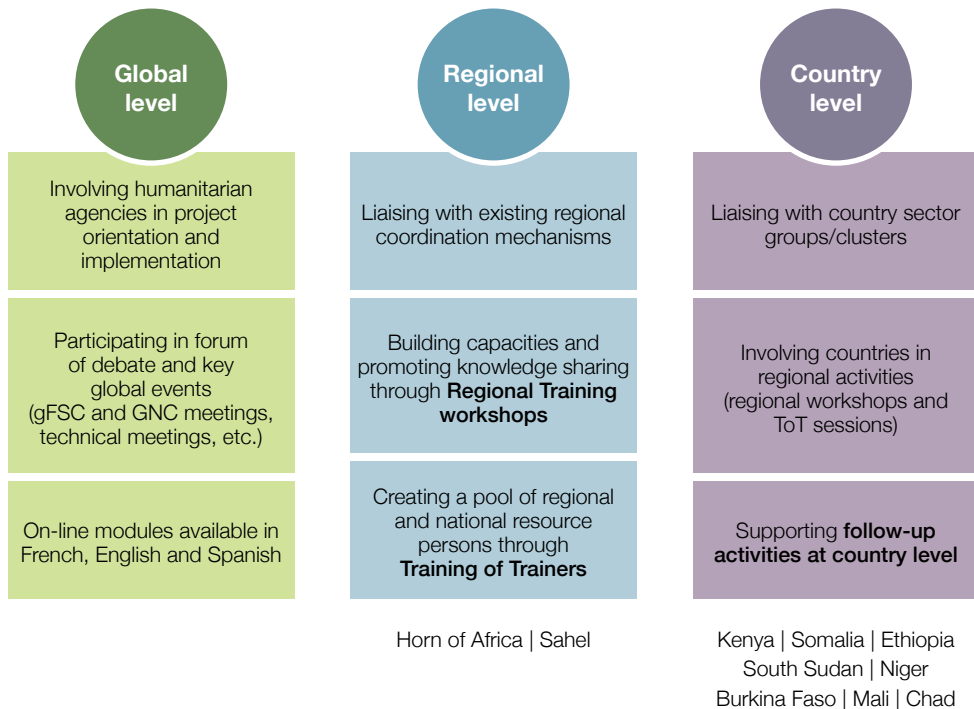 Global
level
Involving humanitarian
agencies in project
orientation and
implementation
Participating in forum
of debate and key
global events
(gFSC and GNC meetings,
technical meetings, etc.)
On-line modules available in
French, English and Spanish
Regional
level
Liaising with existing regional
coordination mechanisms
Building capacities and
promoting knowledge sharing
through Regional Training
workshops
Creating a pool of regional
and national resource
persons through
Training of Trainers
Horn of Africa | Sahel
Country
level
Liaising with country sector
groups/clusters
Involving countries in
regional activities
(regional workshops and
ToT sessions)
Supporting follow-up
activities at country level
Kenya | Somalia | Ethiopia
South Sudan | Niger
Burkina Faso | Mali | Chad